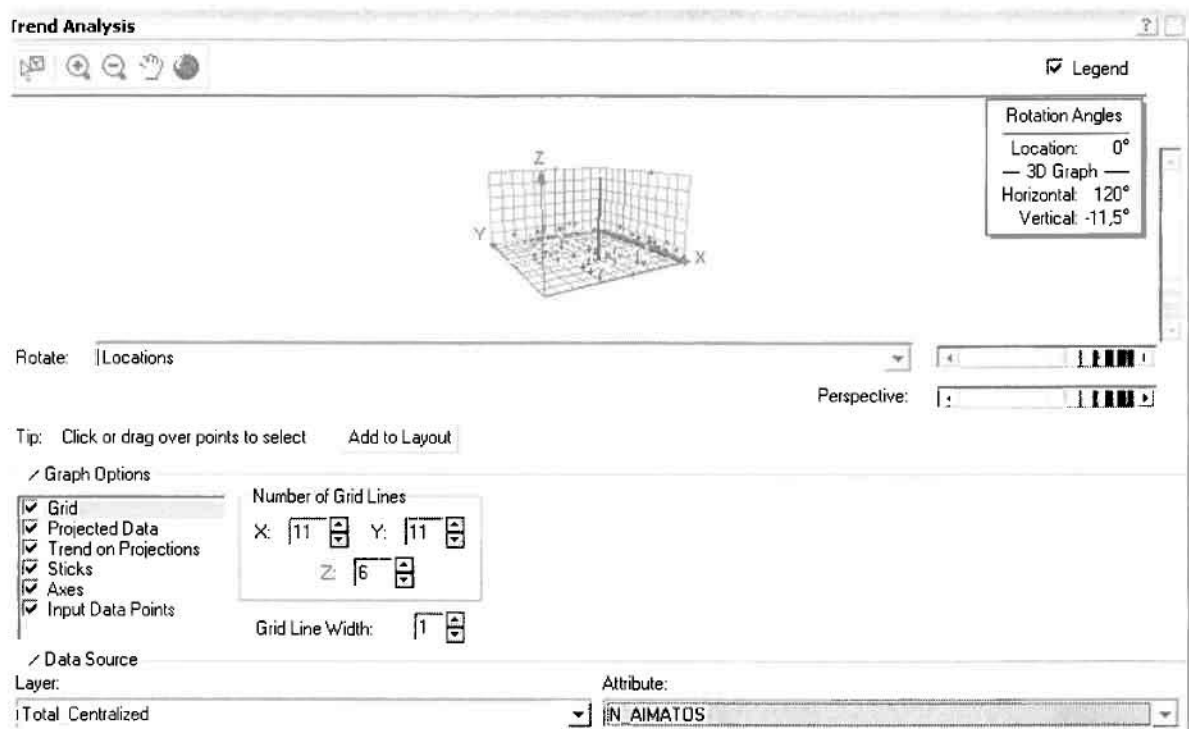 Trend Analysis
Legend
Rotation Angles
Location: 0°
3D Graph
Horizontal: 120°
Vertical: -11,5°
Z
Y
X
Rotate: Locations
Perspective:
Tip: Click or drag over points to select Add to Layout
Graph Options
Grid
Projected Data
Trend on Projections
Sticks
Axes
Input Data Points
Number of Grid Lines
X: 11 Y: 11
Z: 6
Grid Line Width: 1
Data Source
Layer: Attribute:
Total Centralized N_AIMATOS